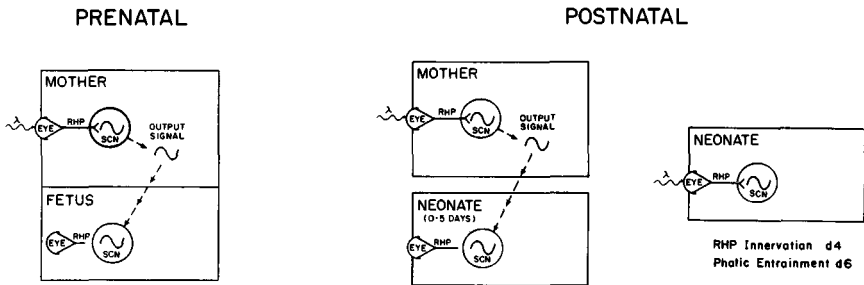 PRENATAL
MOTHER
λ
EYE
RHP
SCN
OUTPUT
SIGNAL
FETUS
EYE
RHP
SCN
POSTNATAL
MOTHER
λ
EYE
RHP
SCN
OUTPUT
SIGNAL
NEONATE
(0-5 DAYS)
EYE
RHP
SCN
NEONATE
λ
EYE
RHP
SCN
RHP Innervation d4
Phatic Entrainment d6